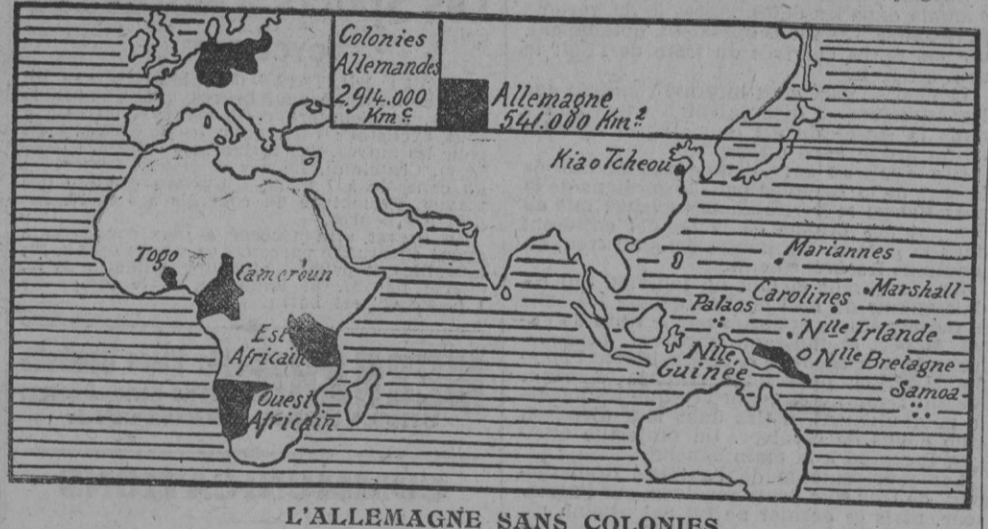 Colonies
Allemandes
2,914.000
Km²
Allemagne
541.000 Km²
Kiao Tcheou
Mariannes
Marshall
Carolines
Palaos
Nlle Irlande
Nlle Bretagne
Nlle
Guinée
Samoa
Togo
Cameroun
Est
Africain
Ouest
Africain
L'ALLEMAGNE SANS COLONIES